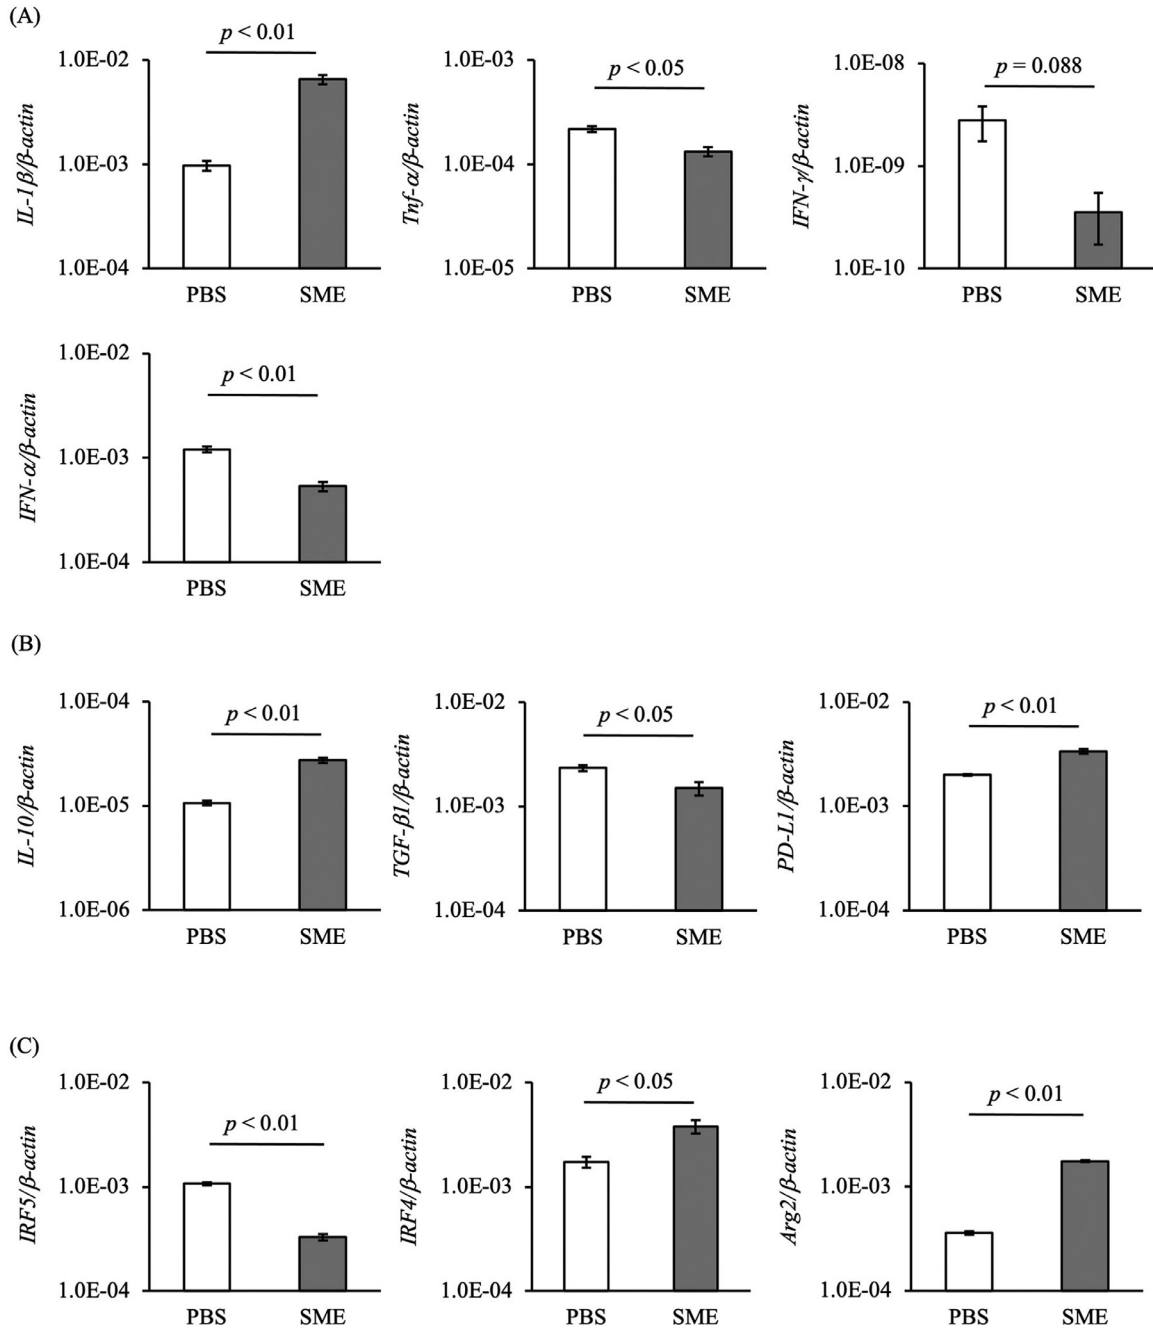 (A)
p < 0.01
1.0E-02
1.0E-03
1.0E-04
IL-1β/β-actin
PBS SME
p < 0.05
1.0E-03
1.0E-04
1.0E-05
Tnf-α/β-actin
PBS SME
p = 0.088
1.0E-08
1.0E-09
1.0E-10
IFN-γ/β-actin
PBS SME
p < 0.01
1.0E-02
1.0E-03
1.0E-04
IFN-α/β-actin
PBS SME
(B)
p < 0.01
1.0E-04
1.0E-05
1.0E-06
IL-10/β-actin
PBS SME
p < 0.05
1.0E-02
1.0E-03
1.0E-04
TGF-β1/β-actin
PBS SME
p < 0.01
1.0E-02
1.0E-03
1.0E-04
PD-L1/β-actin
PBS SME
(C)
p < 0.01
1.0E-02
1.0E-03
1.0E-04
IRF5/β-actin
PBS SME
p < 0.05
1.0E-02
1.0E-03
1.0E-04
IRF4/β-actin
PBS SME
p < 0.01
1.0E-02
1.0E-03
1.0E-04
Arg2/β-actin
PBS SME